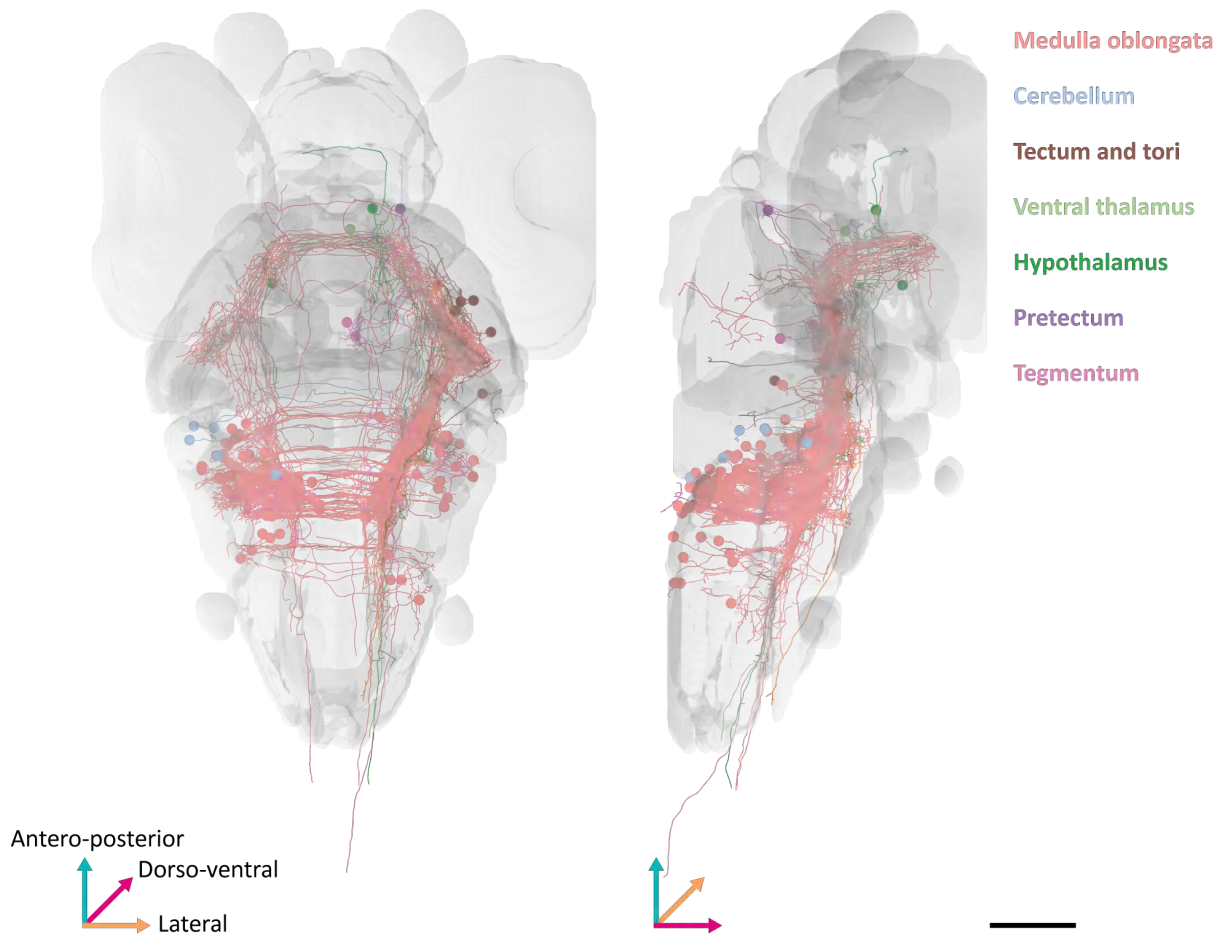 Medulla oblongata
Cerebellum
Tectum and tori
Ventral thalamus
Hypothalamus
Pretectum
Tegmentum
Antero-posterior
Dorso-ventral
Lateral